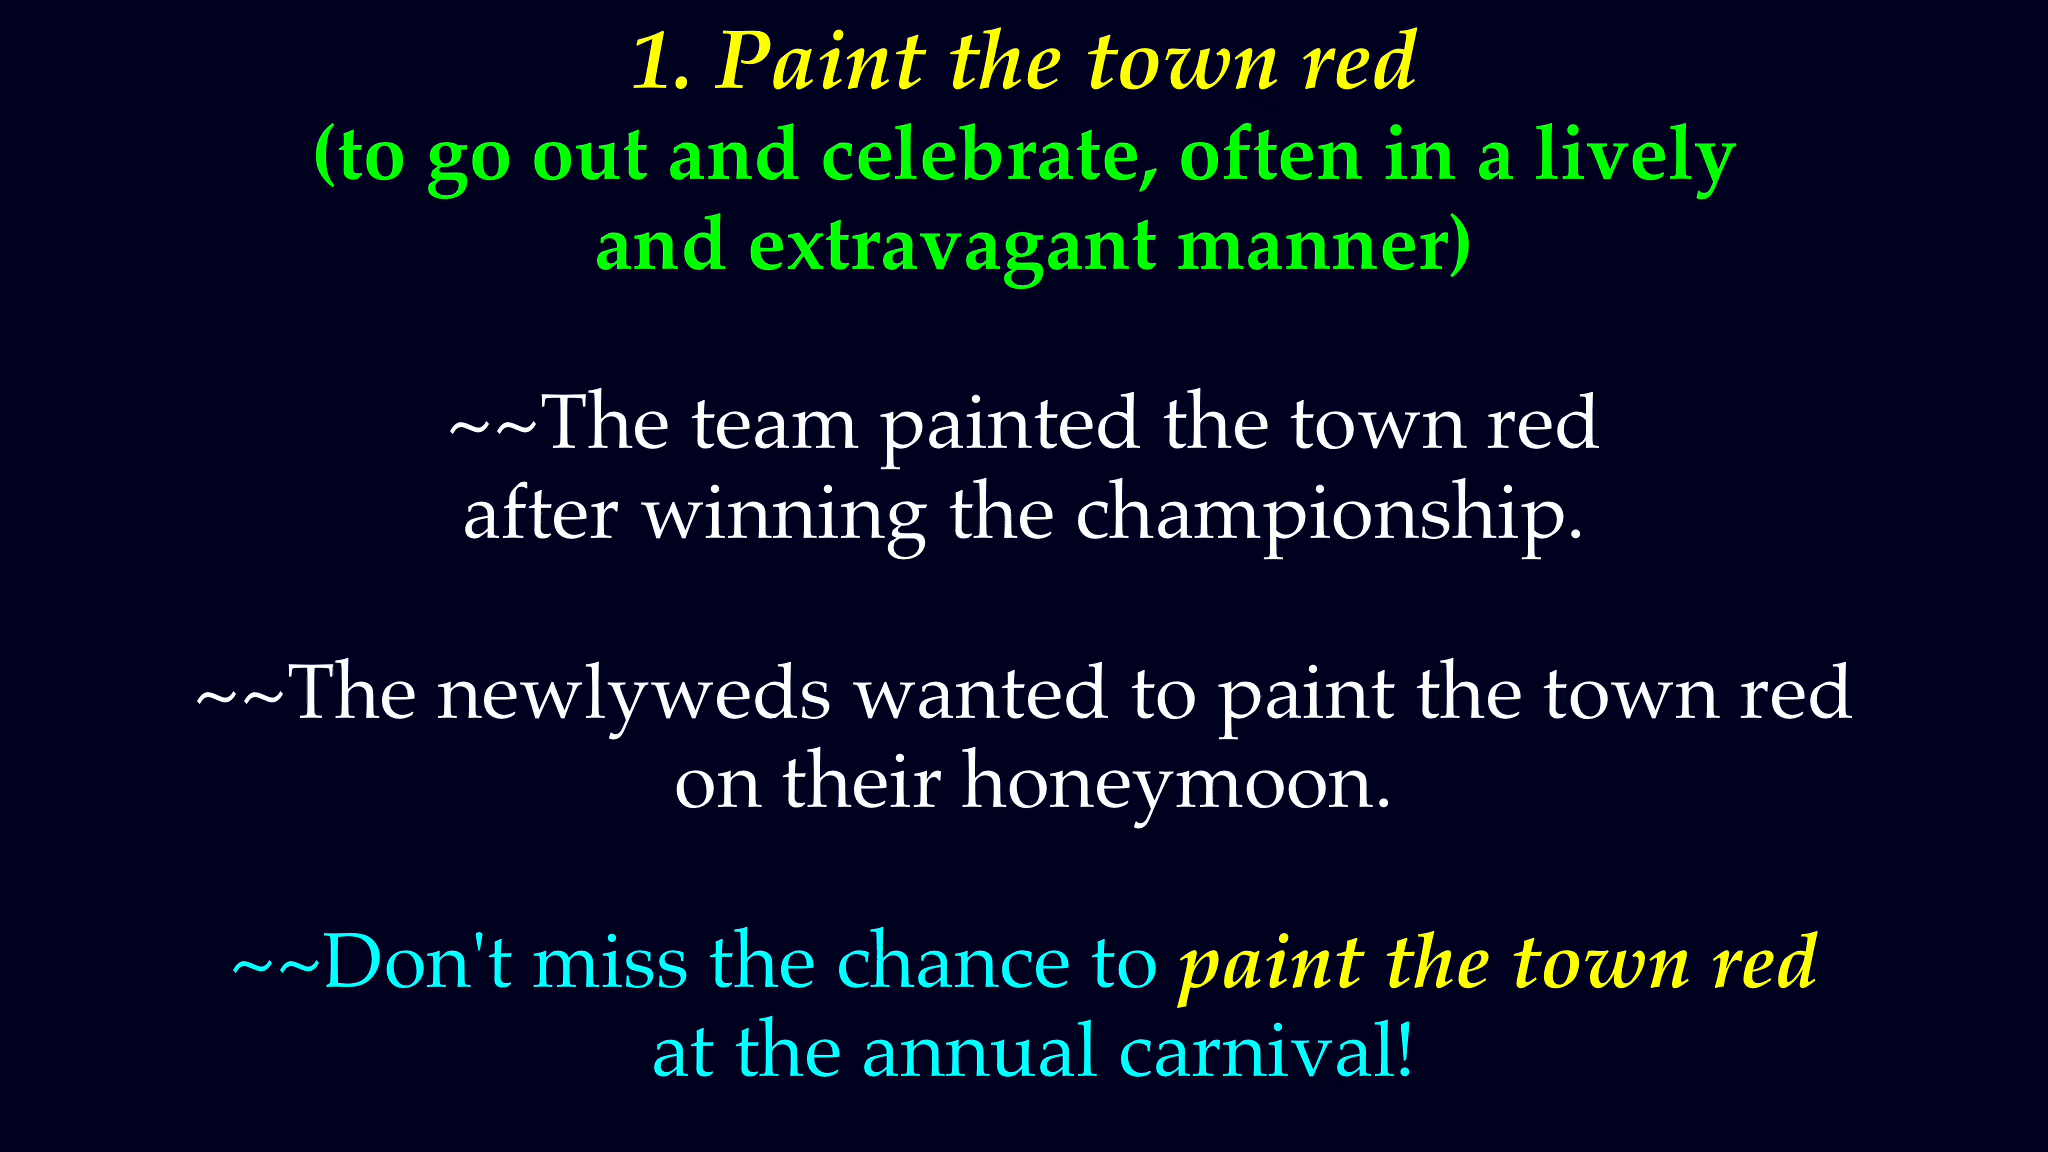 1. Paint the town red
(to go out and celebrate, often in a lively
and extravagant manner)
~~The team painted the town red
after winning the championship.
~~The newlyweds wanted to paint the town red
on their honeymoon.
~~Don't miss the chance to paint the town red
at the annual carnival!